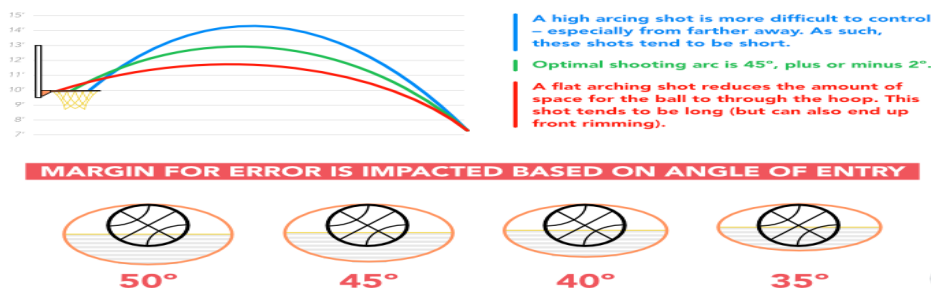 15'
14'
13'
12'
11'
10'
9'
8'
7'
A high arcing shot is more difficult to control
– especially from farther away. As such,
these shots tend to be short.
Optimal shooting arc is 45°, plus or minus 2°.
A flat arching shot reduces the amount of
space for the ball to through the hoop. This
shot tends to be long (but can also end up
front rimming).
MARGIN FOR ERROR IS IMPACTED BASED ON ANGLE OF ENTRY
50° 45° 40° 35°